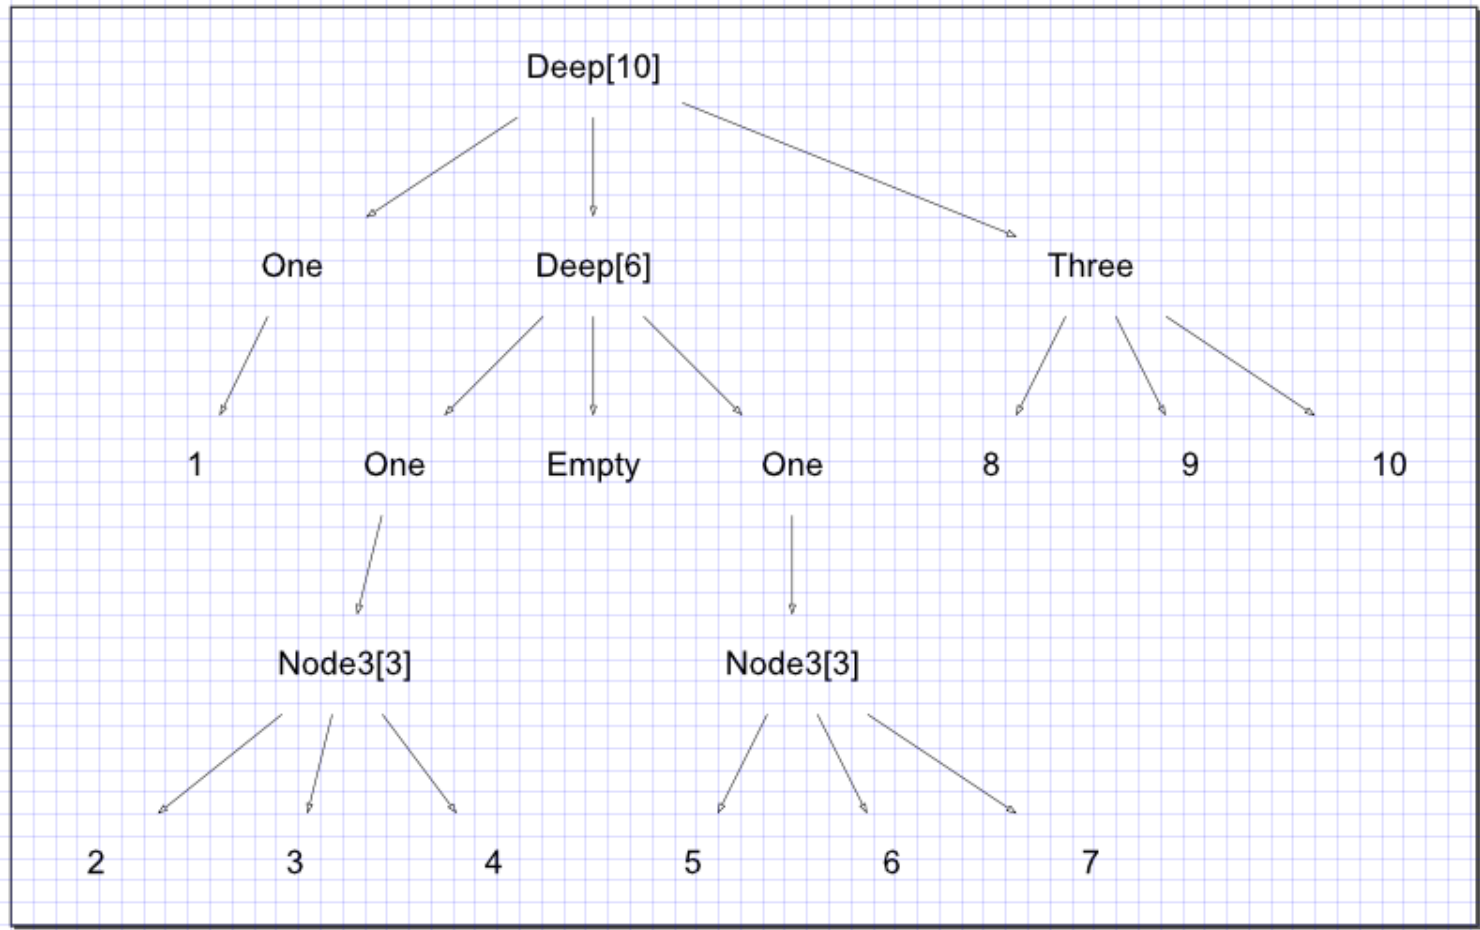 Deep[10]
One Deep[6] Three
1 One Empty One 8 9 10
Node3[3] Node3[3]
2 3 4 5 6 7